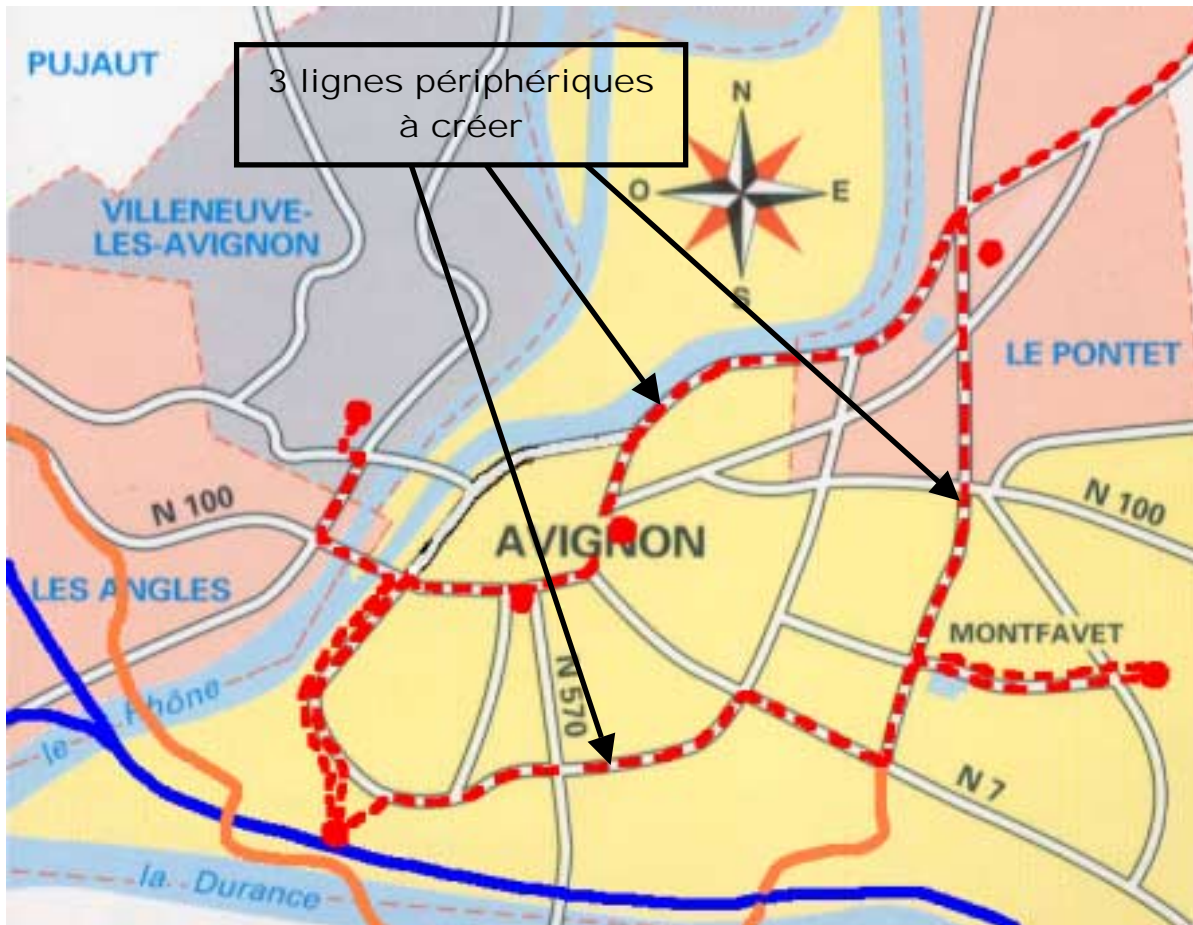 PUJAUT
3 lignes périphériques
à créer
N
O
E
S
VILLENEUVE-
LES-AVIGNON
LE PONTET
N 100
N 100
AVIGNON
LES ANGLES
MONTFAVET
N 570
le Rhône
N 7
la Durance